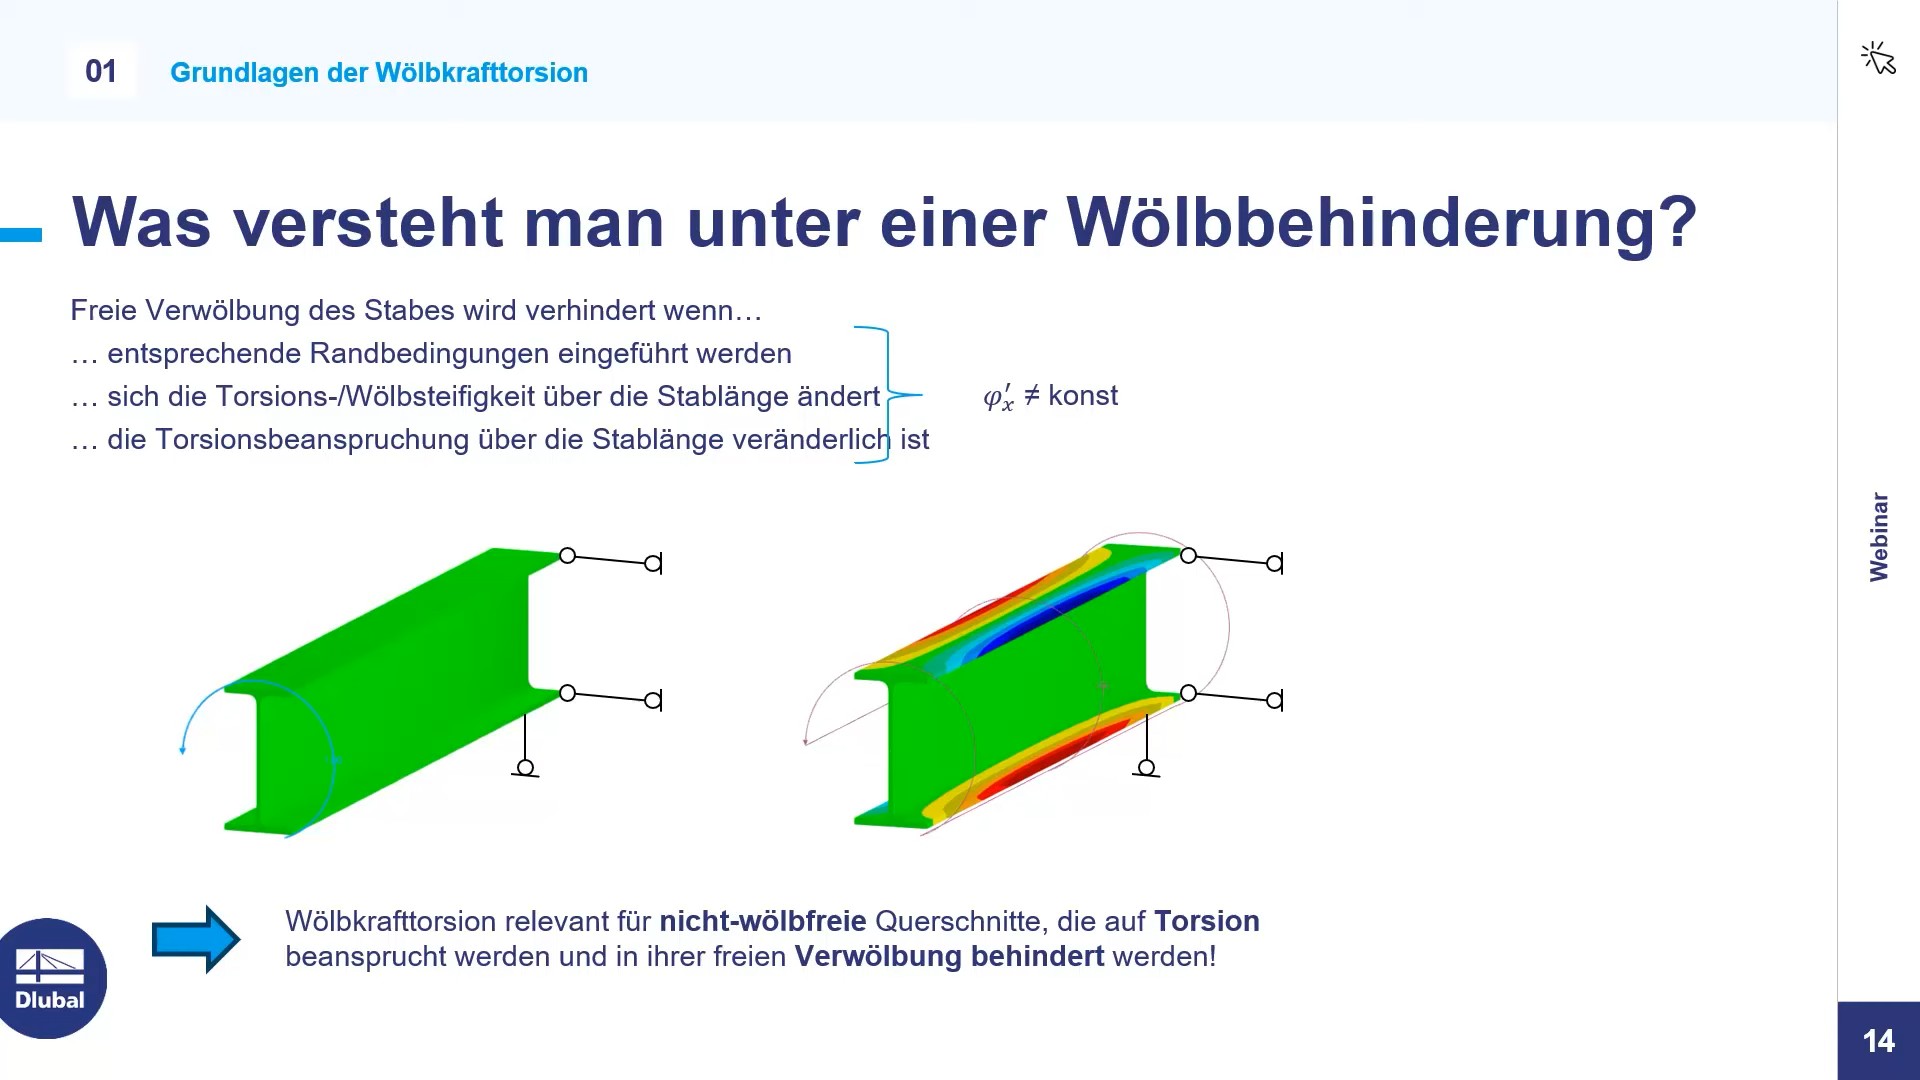 01 Grundlagen der Wölbkrafttorsion
Was versteht man unter einer Wölbbehinderung?
Freie Verwölbung des Stabes wird verhindert wenn…
… entsprechende Randbedingungen eingeführt werden
… sich die Torsions-/Wölbsteifigkeit über die Stablänge ändert
… die Torsionsbeanspruchung über die Stablänge veränderlich ist
φ′ₓ ≠ konst
Wölbkrafttorsion relevant für nicht-wölbfreie Querschnitte, die auf Torsion
beansprucht werden und in ihrer freien Verwölbung behindert werden!
Dlubal
Webinar
14